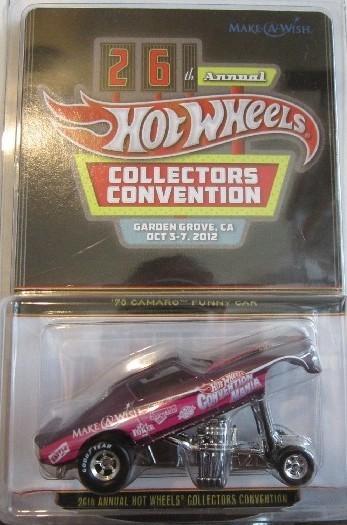 MAKE-A-WISH.
26th Annual
HOT WHEELS
COLLECTORS
CONVENTION
GARDEN GROVE, CA
OCT 3-7, 2012
'70 CAMARO™ FUNNY CAR
HOT WHEELS
CONVENTION
MANIA
MAKE-A-WISH
GOODYEAR
26th ANNUAL HOT WHEELS® COLLECTORS CONVENTION